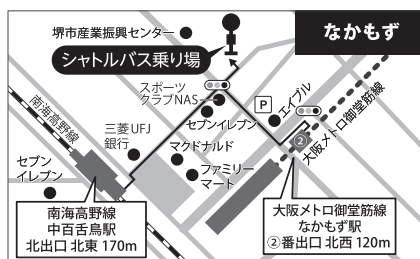 なかもず
堺市産業振興センター
シャトルバス乗り場
スポーツ
クラブNAS
P
エイブル
セブンイレブン
南海高野線
三菱UFJ
銀行
マクドナルド
ファミリー
マート
②
大阪メトロ御堂筋線
セブン
イレブン
南海高野線
中百舌鳥駅
北出口 北東 170m
大阪メトロ御堂筋線
なかもず駅
②番出口 北西 120m